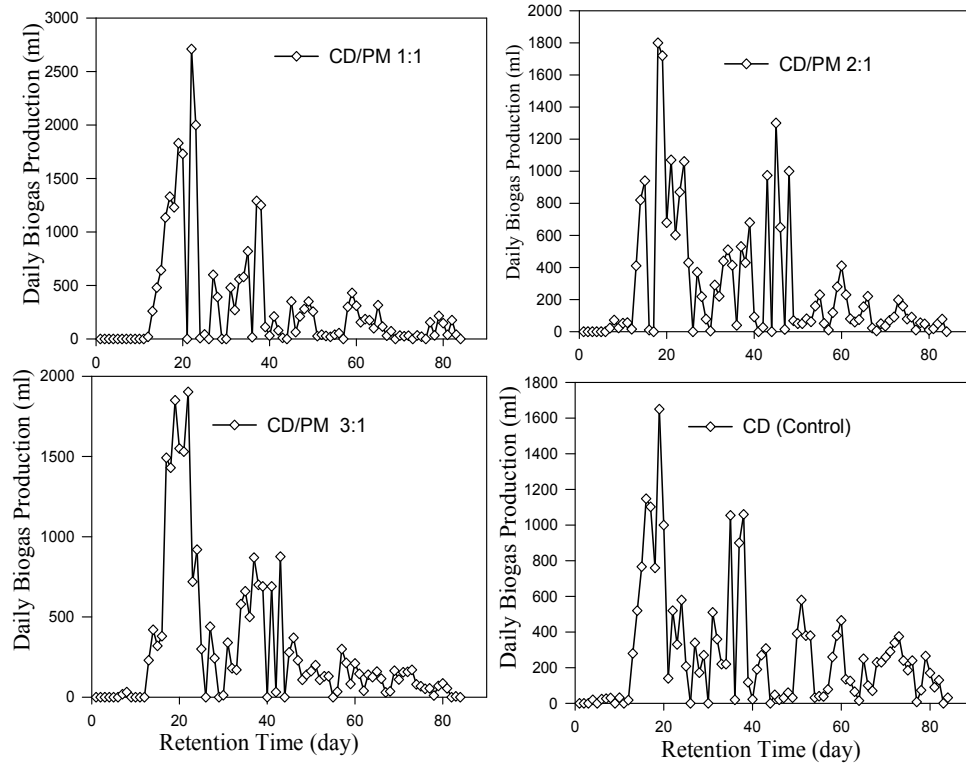 3000
2500
2000
1500
1000
500
0
0 20 40 60 80
Daily Biogas Production (ml)
CD/PM 1:1
2000
1800
1600
1400
1200
1000
800
600
400
200
0
0 20 40 60 80
Daily Biogas Production (ml)
CD/PM 2:1
2000
1500
1000
500
0
0 20 40 60 80
Daily Biogas Production (ml)
CD/PM 3:1
Retention Time (day)
1800
1600
1400
1200
1000
800
600
400
200
0
0 20 40 60 80
Daily Biogas Production (ml)
CD (Control)
Retention Time (day)